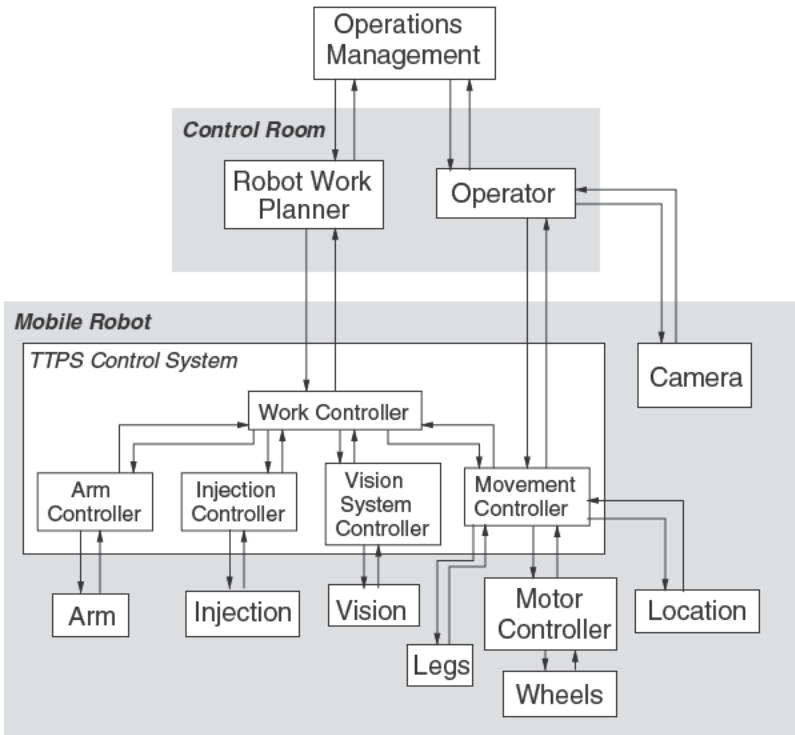 Operations
Management
Control Room
Robot Work
Planner
Operator
Mobile Robot
TTPS Control System
Camera
Work Controller
Arm
Controller
Injection
Controller
Vision
System
Controller
Movement
Controller
Arm
Injection
Vision
Legs
Motor
Controller
Location
Wheels